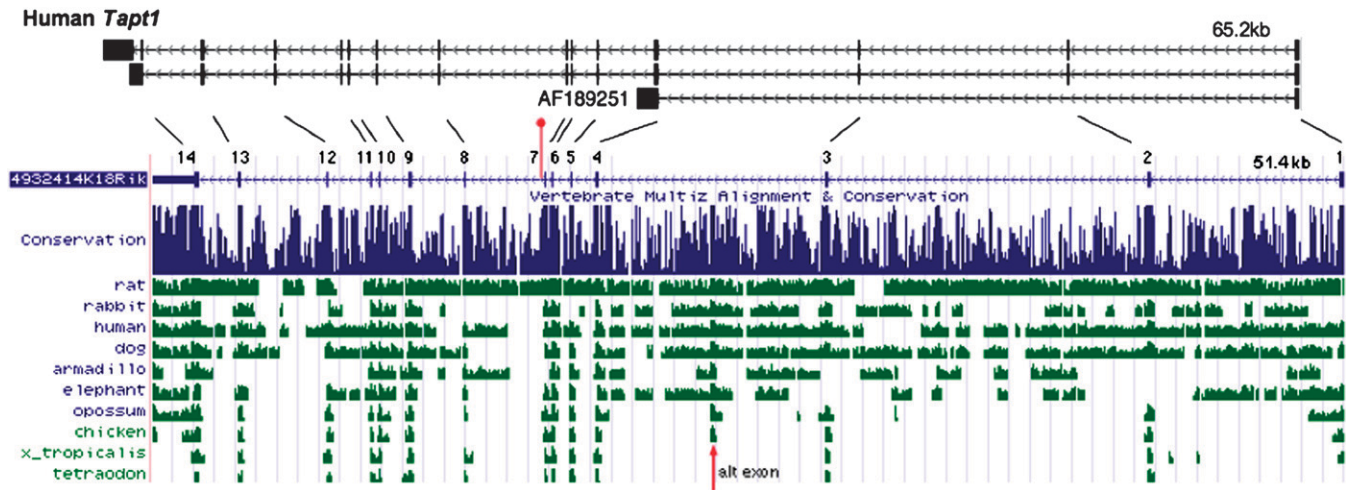 Human Tapt1
65.2kb
AF189251
14 13 12 11 10 9 8 7 6 5 4 3 2 1
4932414K18Rik
51.4kb
Vertebrate Multiz Alignment & Conservation
Conservation
rat
rabbit
human
dog
armadillo
elephant
opossum
chicken
x_tropicalis
tetraodon
alt exon